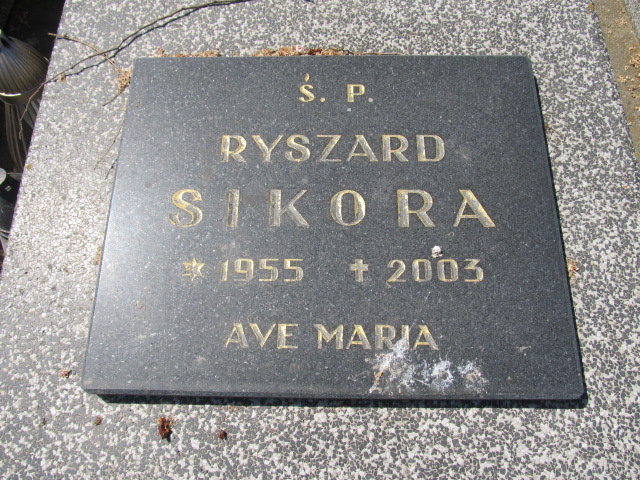 Ś. P.
RYSZARD
SIKORA
* 1955 † 2003
AVE MARIA